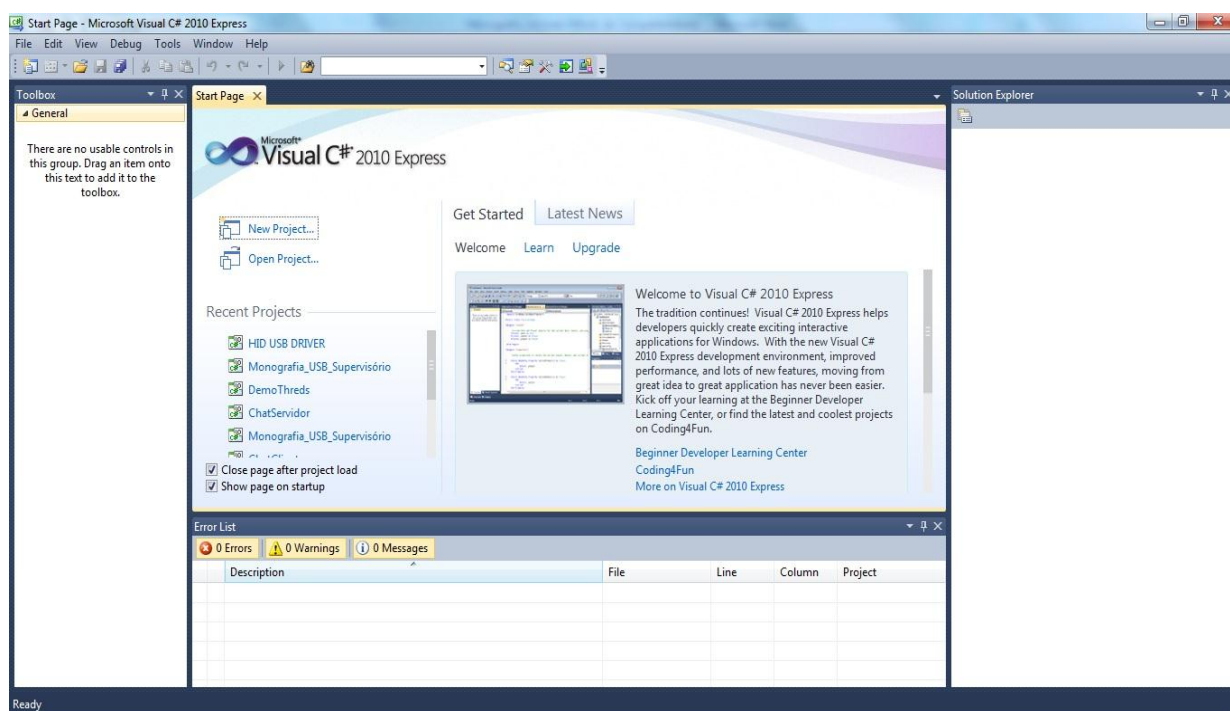 Start Page - Microsoft Visual C# 2010 Express
File Edit View Debug Tools Window Help
Toolbox
General
There are no usable controls in
this group. Drag an item onto
this text to add it to the
toolbox.
Start Page
Microsoft
Visual C# 2010 Express
New Project...
Open Project...
Recent Projects
HID USB DRIVER
Monografia_USB_Supervisório
DemoThreds
ChatServidor
Monografia_USB_Supervisório
Close page after project load
Show page on startup
Get Started Latest News
Welcome Learn Upgrade
Welcome to Visual C# 2010 Express
The tradition continues! Visual C# 2010 Express helps
developers quickly create exciting interactive
applications for Windows. With the new Visual C#
2010 Express development environment, improved
performance, and lots of new features, moving from
great idea to great application has never been easier.
Kick off your learning at the Beginner Developer
Learning Center, or find the latest and coolest projects
on Coding4Fun.
Beginner Developer Learning Center
Coding4Fun
More on Visual C# 2010 Express
Solution Explorer
Error List
0 Errors 0 Warnings 0 Messages
Description File Line Column Project
Ready